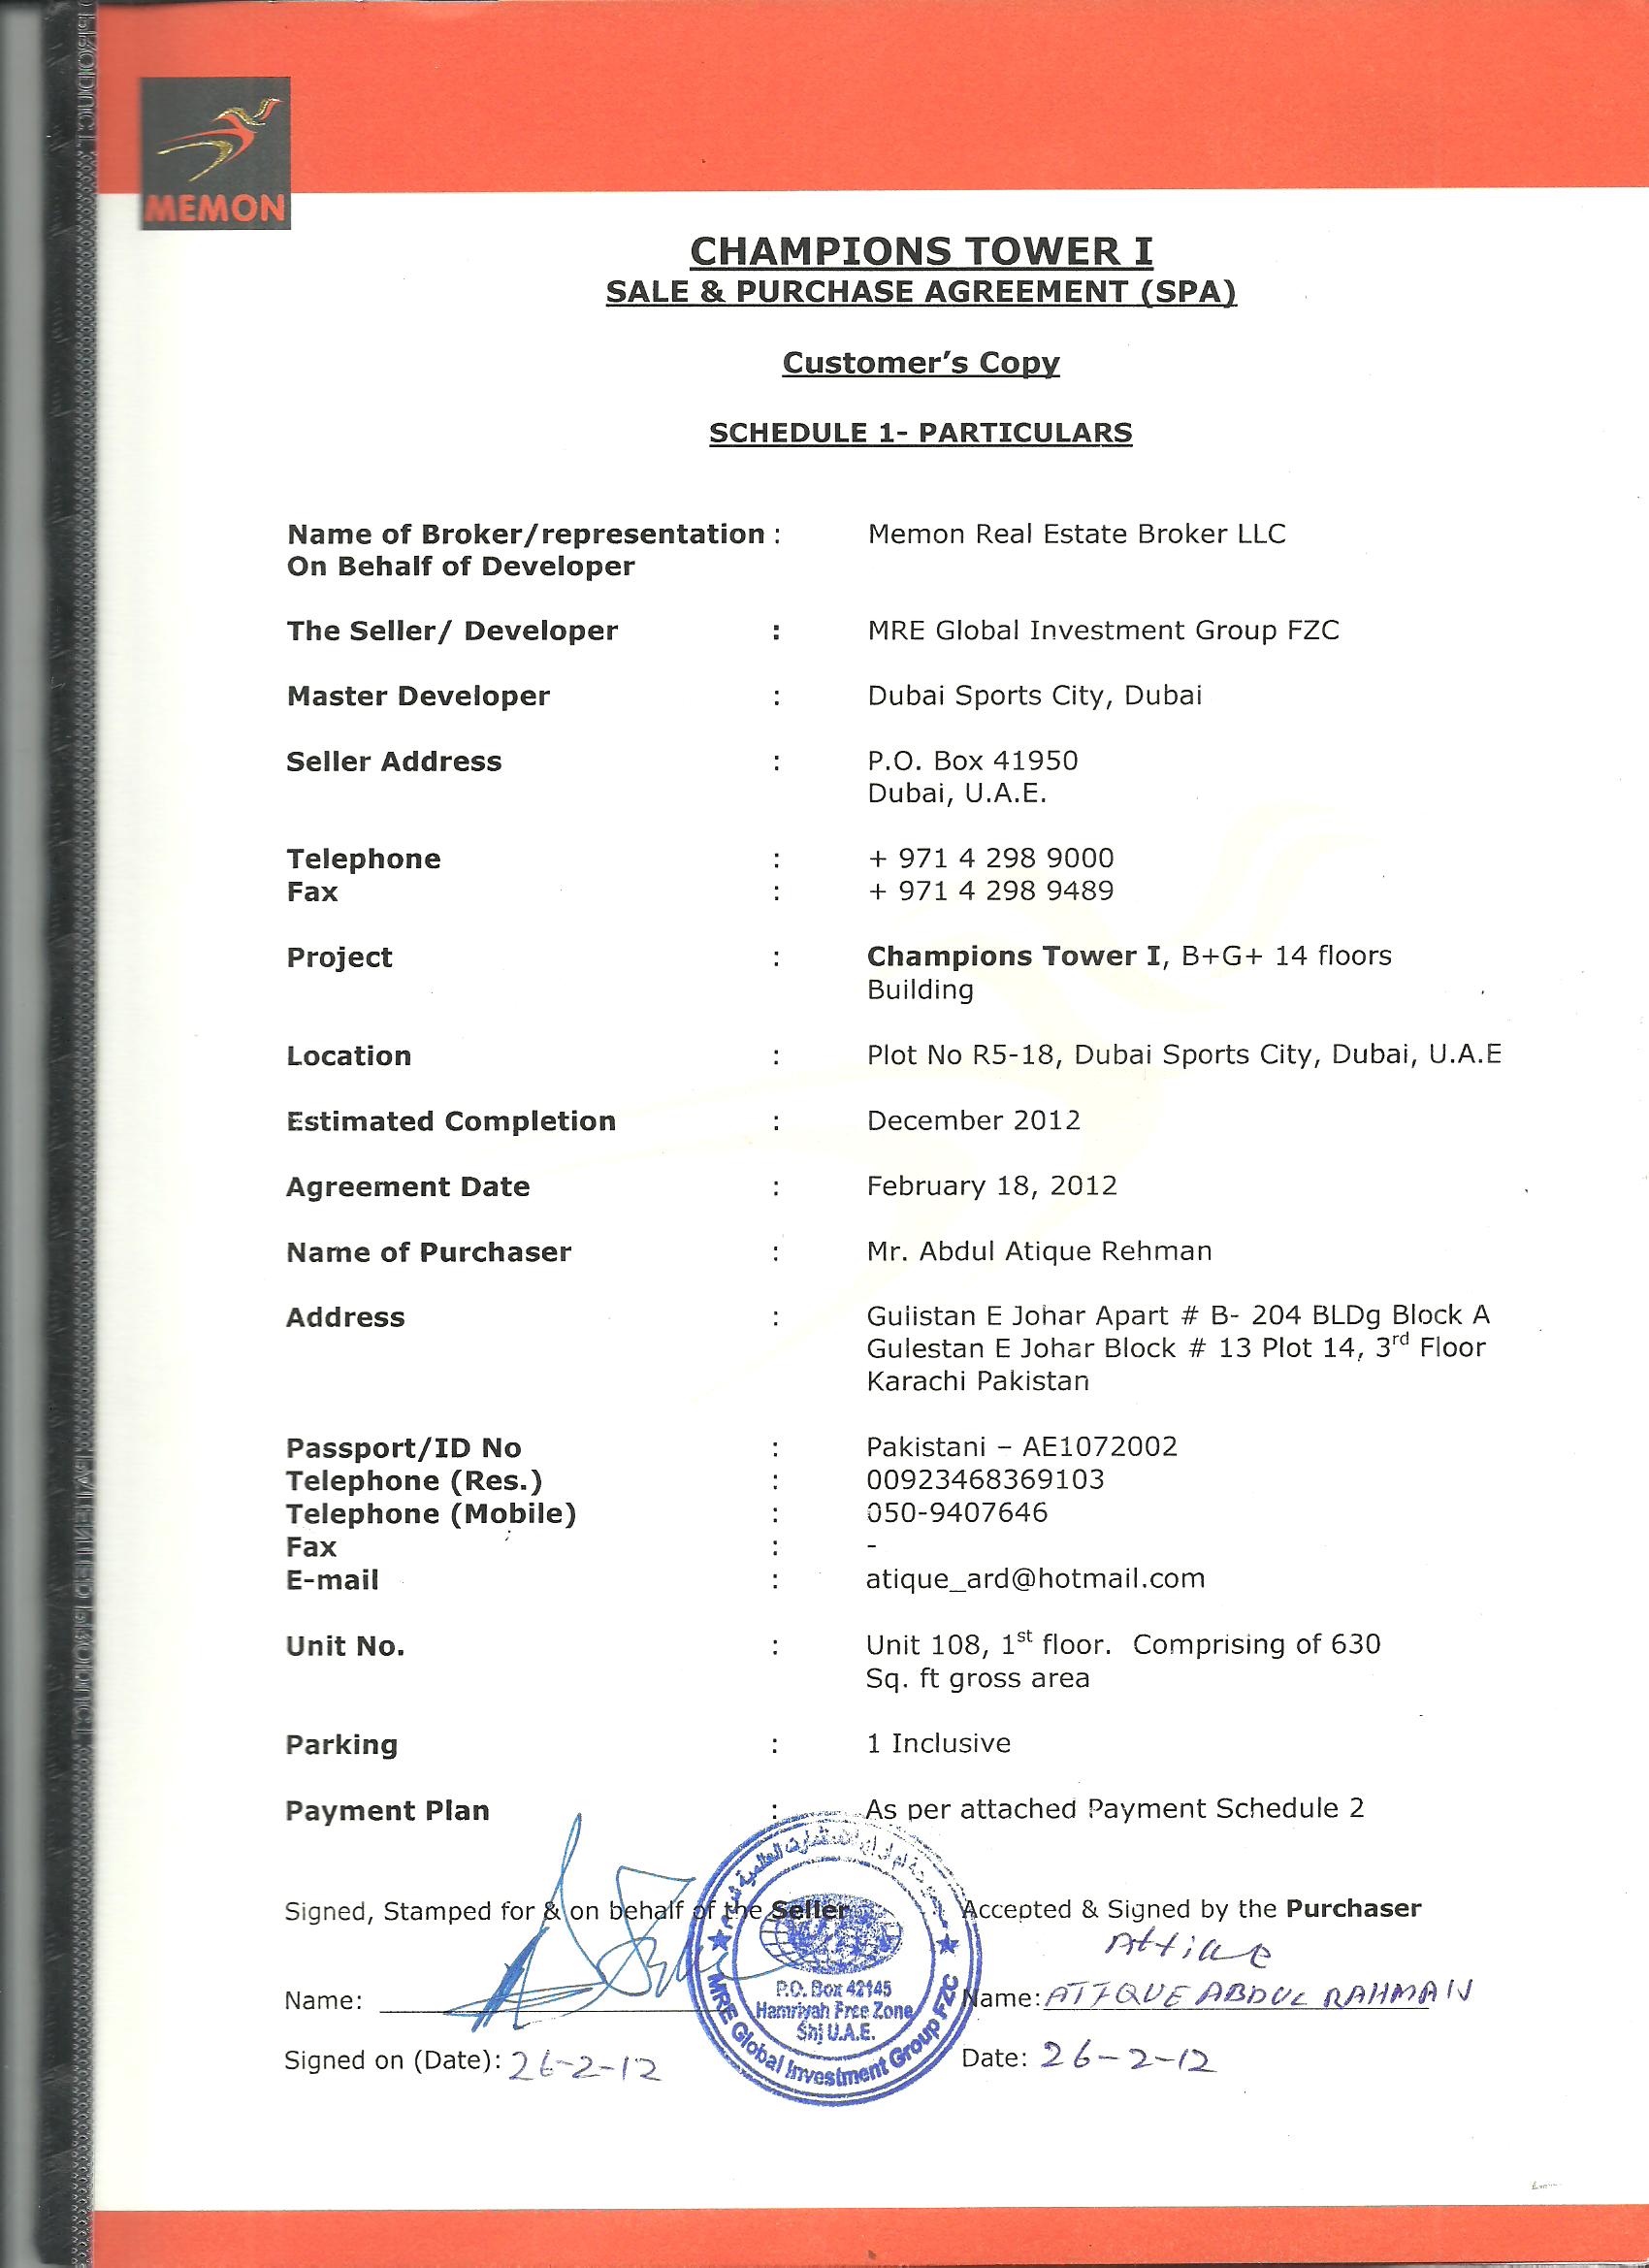 MEMON
CHAMPIONS TOWER I
SALE & PURCHASE AGREEMENT (SPA)
Customer's Copy
SCHEDULE 1- PARTICULARS
Name of Broker/representation : Memon Real Estate Broker LLC
On Behalf of Developer
The Seller/ Developer : MRE Global Investment Group FZC
Master Developer : Dubai Sports City, Dubai
Seller Address : P.O. Box 41950
Dubai, U.A.E.
Telephone : + 971 4 298 9000
Fax : + 971 4 298 9489
Project : Champions Tower I, B+G+ 14 floors
Building
Location : Plot No R5-18, Dubai Sports City, Dubai, U.A.E
Estimated Completion : December 2012
Agreement Date : February 18, 2012
Name of Purchaser : Mr. Abdul Atique Rehman
Address : Gulistan E Johar Apart # B- 204 BLDg Block A
Gulestan E Johar Block # 13 Plot 14, 3rd Floor
Karachi Pakistan
Passport/ID No : Pakistani – AE1072002
Telephone (Res.) : 00923468369103
Telephone (Mobile) : 050-9407646
Fax : -
E-mail : atique_ard@hotmail.com
Unit No. : Unit 108, 1st floor. Comprising of 630
Sq. ft gross area
Parking : 1 Inclusive
Payment Plan : As per attached Payment Schedule 2
Signed, Stamped for & on behalf of the Seller Accepted & Signed by the Purchaser
Attique
Name: Name: ATIQUE ABDUL RAHMAN
Signed on (Date): 26-2-12 Date: 26-2-12
P.O. Box 42145
Hamriyah Free Zone
Shj U.A.E.
MRE Global Investment Group FZC